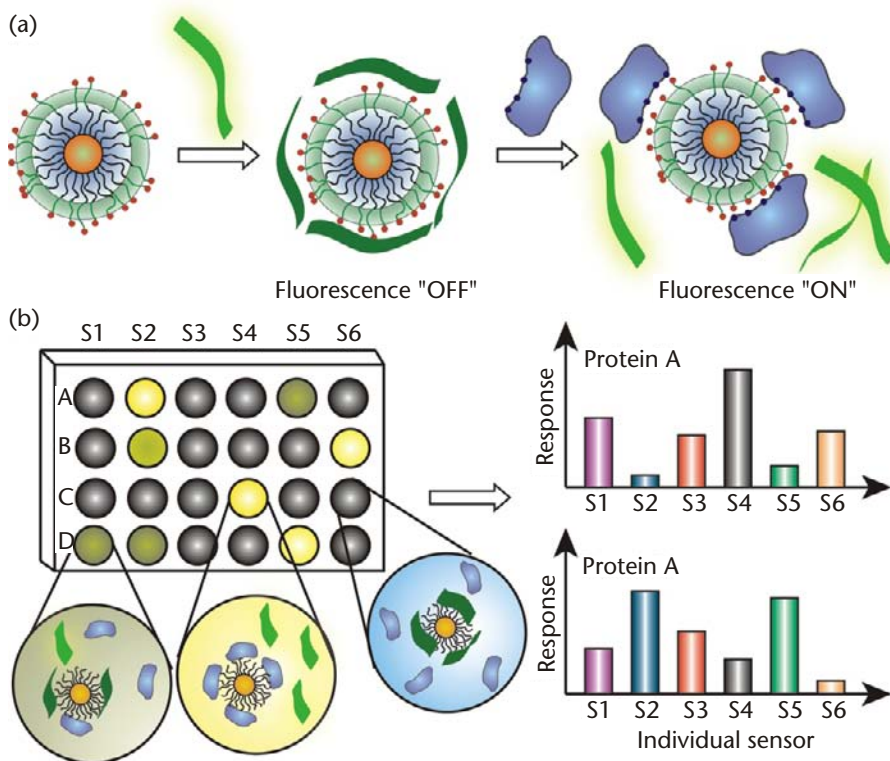 (a)
Fluorescence "OFF"
Fluorescence "ON"
(b)
S1 S2 S3 S4 S5 S6
A
B
C
D
Response
Protein A
S1 S2 S3 S4 S5 S6
Response
Protein A
S1 S2 S3 S4 S5 S6
Individual sensor